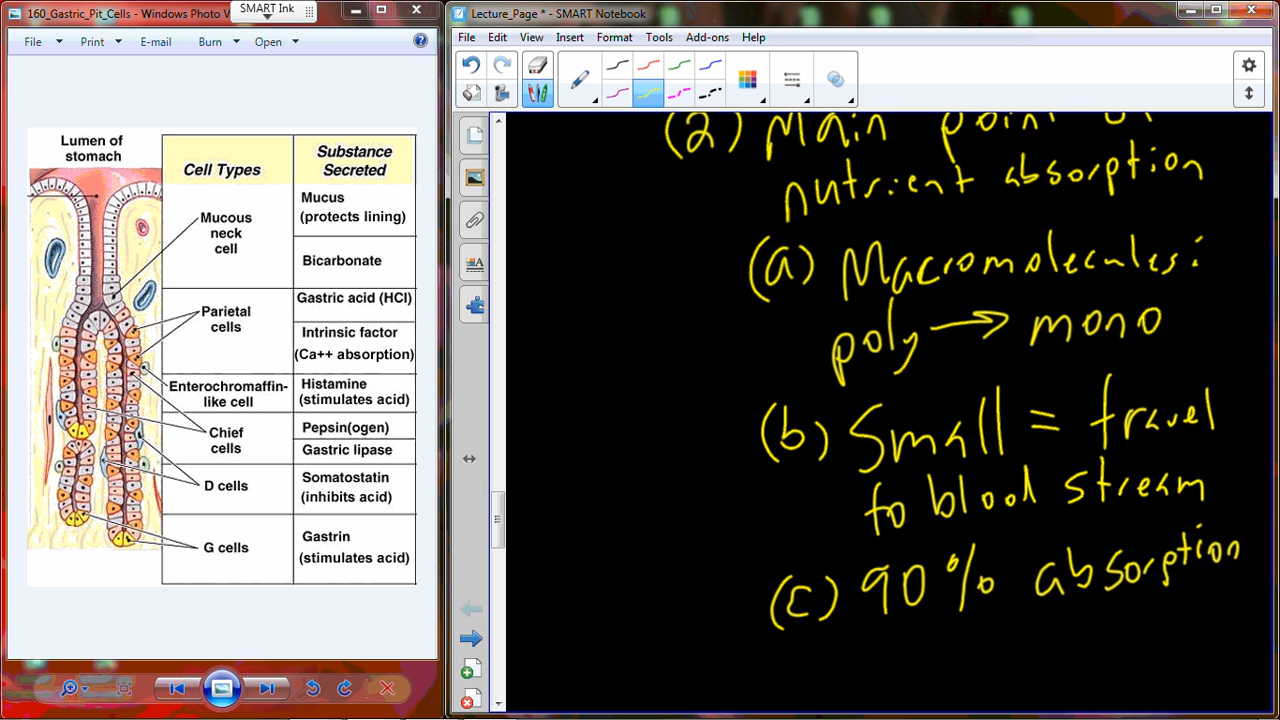 160_Gastric_Pit_Cells - Windows Photo V
SMART Ink
File Print E-mail Burn Open
Lumen of
stomach
Cell Types
Substance
Secreted
Mucous
neck
cell
Mucus
(protects lining)
Bicarbonate
Parietal
cells
Gastric acid (HCl)
Intrinsic factor
(Ca++ absorption)
Enterochromaffin-
like cell
Histamine
(stimulates acid)
Chief
cells
Pepsin(ogen)
Gastric lipase
D cells
Somatostatin
(inhibits acid)
G cells
Gastrin
(stimulates acid)
Lecture_Page * - SMART Notebook
File Edit View Insert Format Tools Add-ons Help
(2) Main point
nutrient absorption
(a) Macromolecules:
poly → mono
(b) Small = travel
to blood stream
(c) 90% absorption